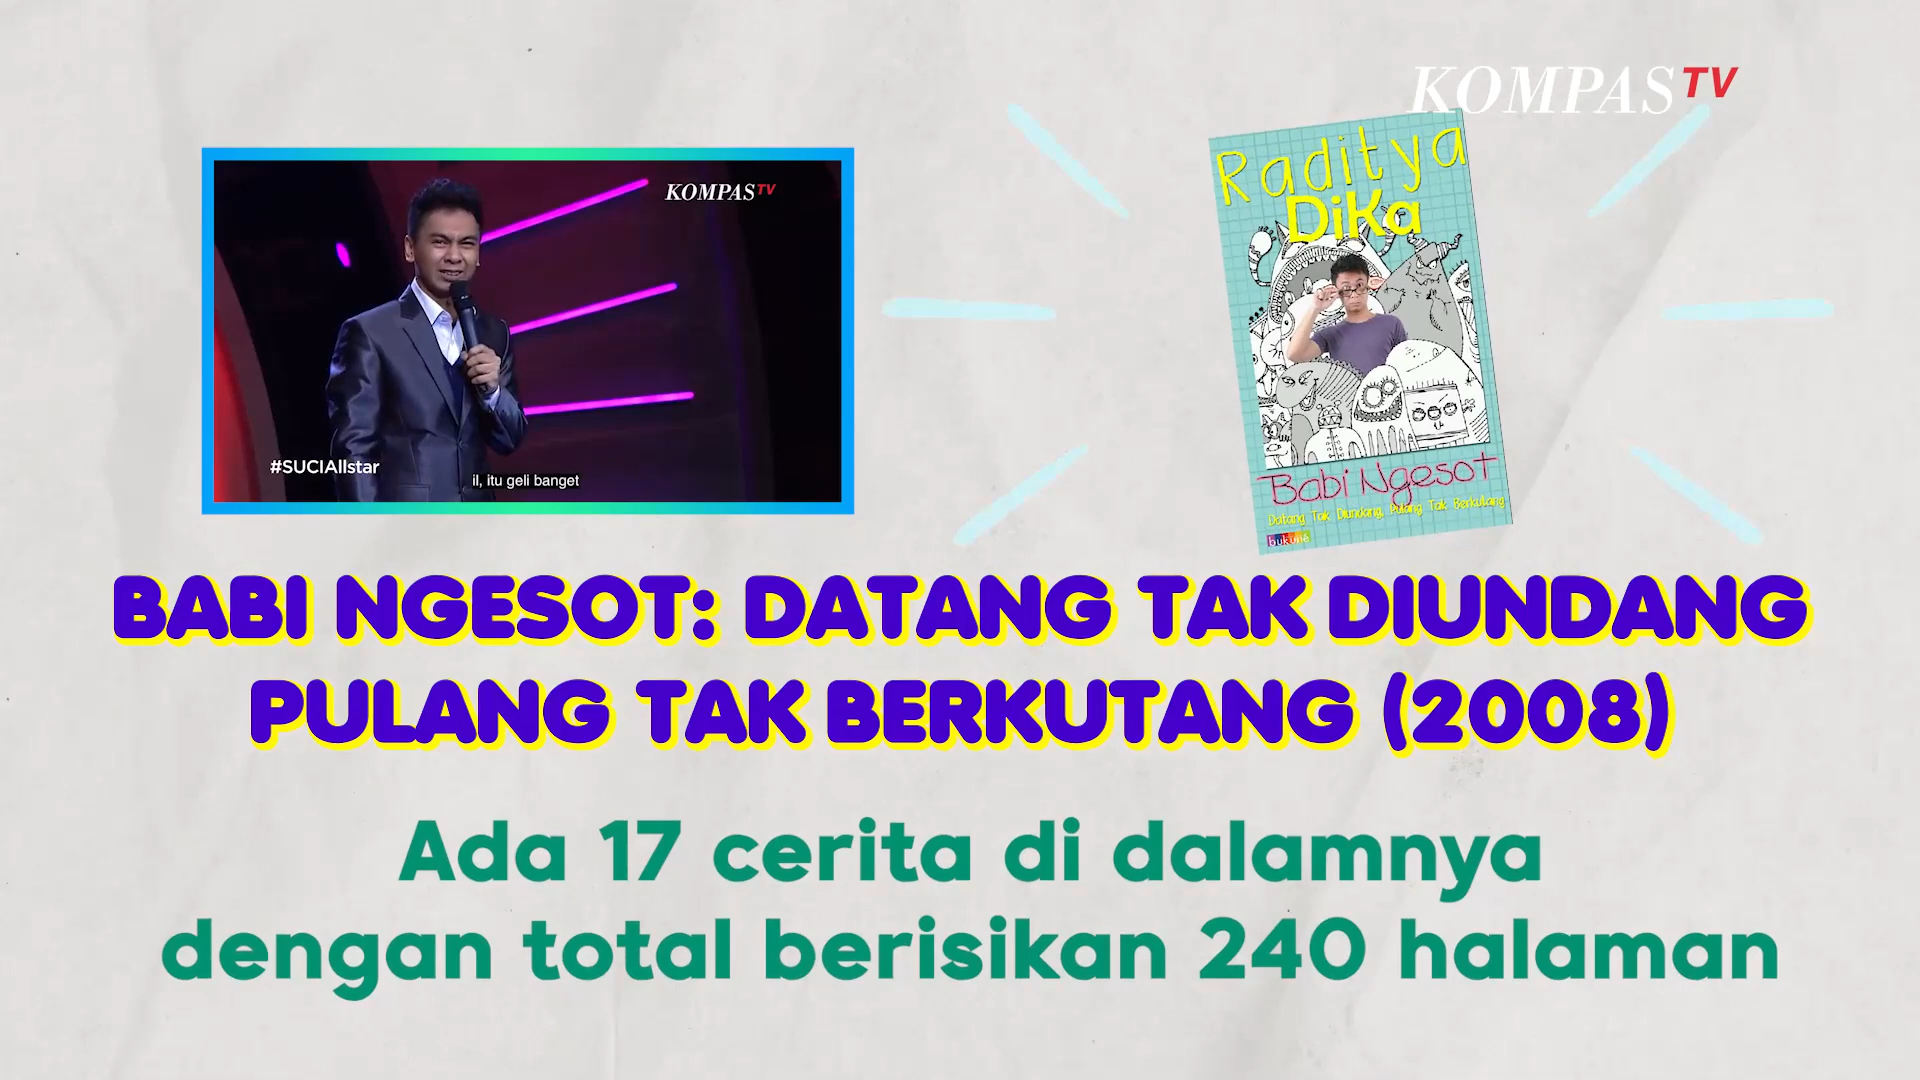 KOMPASTV
KOMPASTV
#SUCIAllstar
il, itu geli banget
Raditya
Dika
Babi Ngesot
Datang Tak Diundang, Pulang Tak Berkutang
bukune
BABI NGESOT: DATANG TAK DIUNDANG
PULANG TAK BERKUTANG (2008)
Ada 17 cerita di dalamnya
dengan total berisikan 240 halaman